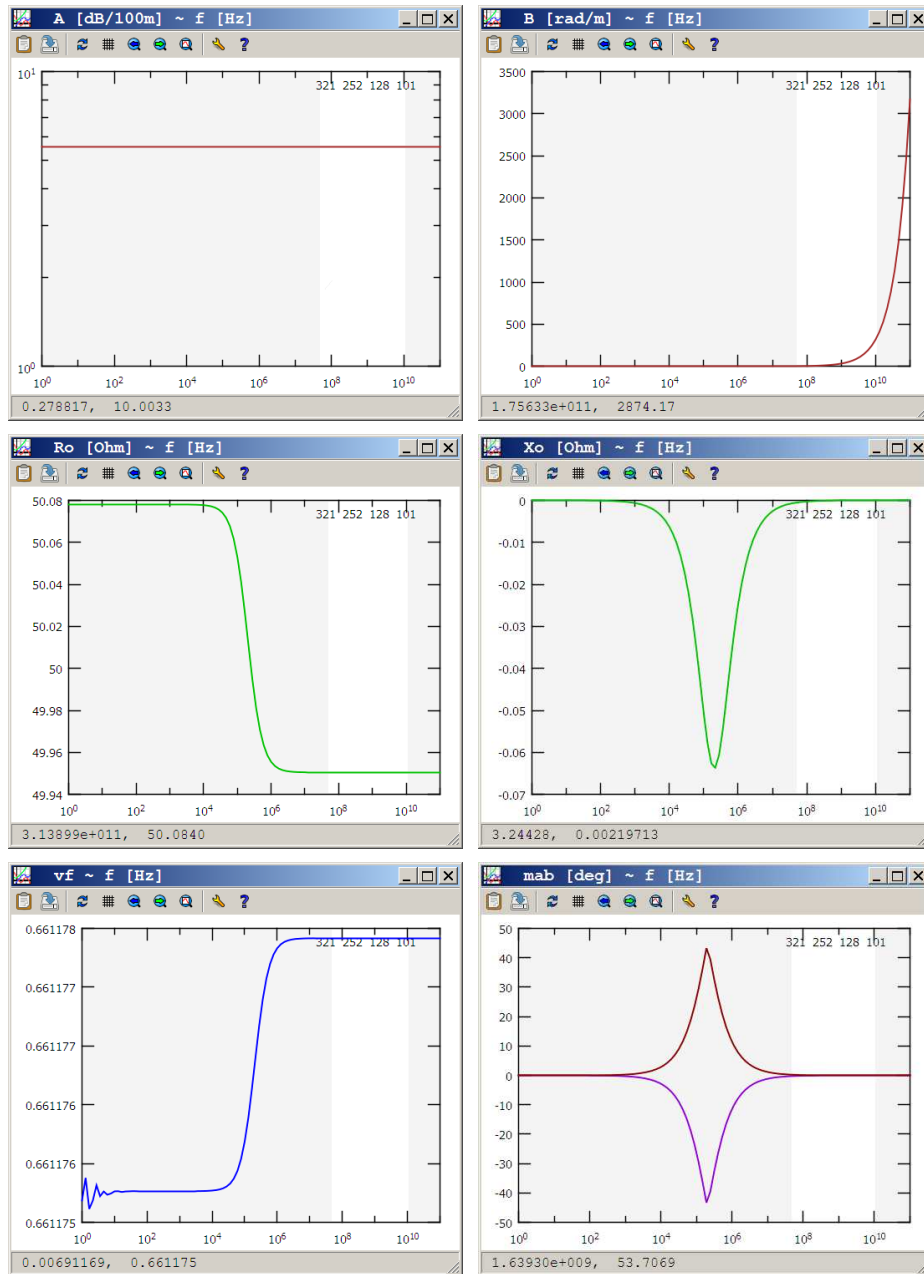 A [dB/100m] ~ f [Hz]
321 252 128 101
10¹
10⁰
10⁰ 10² 10⁴ 10⁶ 10⁸ 10¹⁰
0.278817, 10.0033
B [rad/m] ~ f [Hz]
321 252 128 101
3500
3000
2500
2000
1500
1000
500
0
10⁰ 10² 10⁴ 10⁶ 10⁸ 10¹⁰
1.75633e+011, 2874.17
Ro [Ohm] ~ f [Hz]
321 252 128 101
50.08
50.06
50.04
50.02
50
49.98
49.96
49.94
10⁰ 10² 10⁴ 10⁶ 10⁸ 10¹⁰
3.13899e+011, 50.0840
Xo [Ohm] ~ f [Hz]
321 252 128 101
0
-0.01
-0.02
-0.03
-0.04
-0.05
-0.06
-0.07
10⁰ 10² 10⁴ 10⁶ 10⁸ 10¹⁰
3.24428, 0.00219713
vf ~ f [Hz]
321 252 128 101
0.661178
0.661177
0.661177
0.661176
0.661176
0.661175
10⁰ 10² 10⁴ 10⁶ 10⁸ 10¹⁰
0.00691169, 0.661175
mab [deg] ~ f [Hz]
321 252 128 101
50
40
30
20
10
0
-10
-20
-30
-40
-50
10⁰ 10² 10⁴ 10⁶ 10⁸ 10¹⁰
1.63930e+009, 53.7069